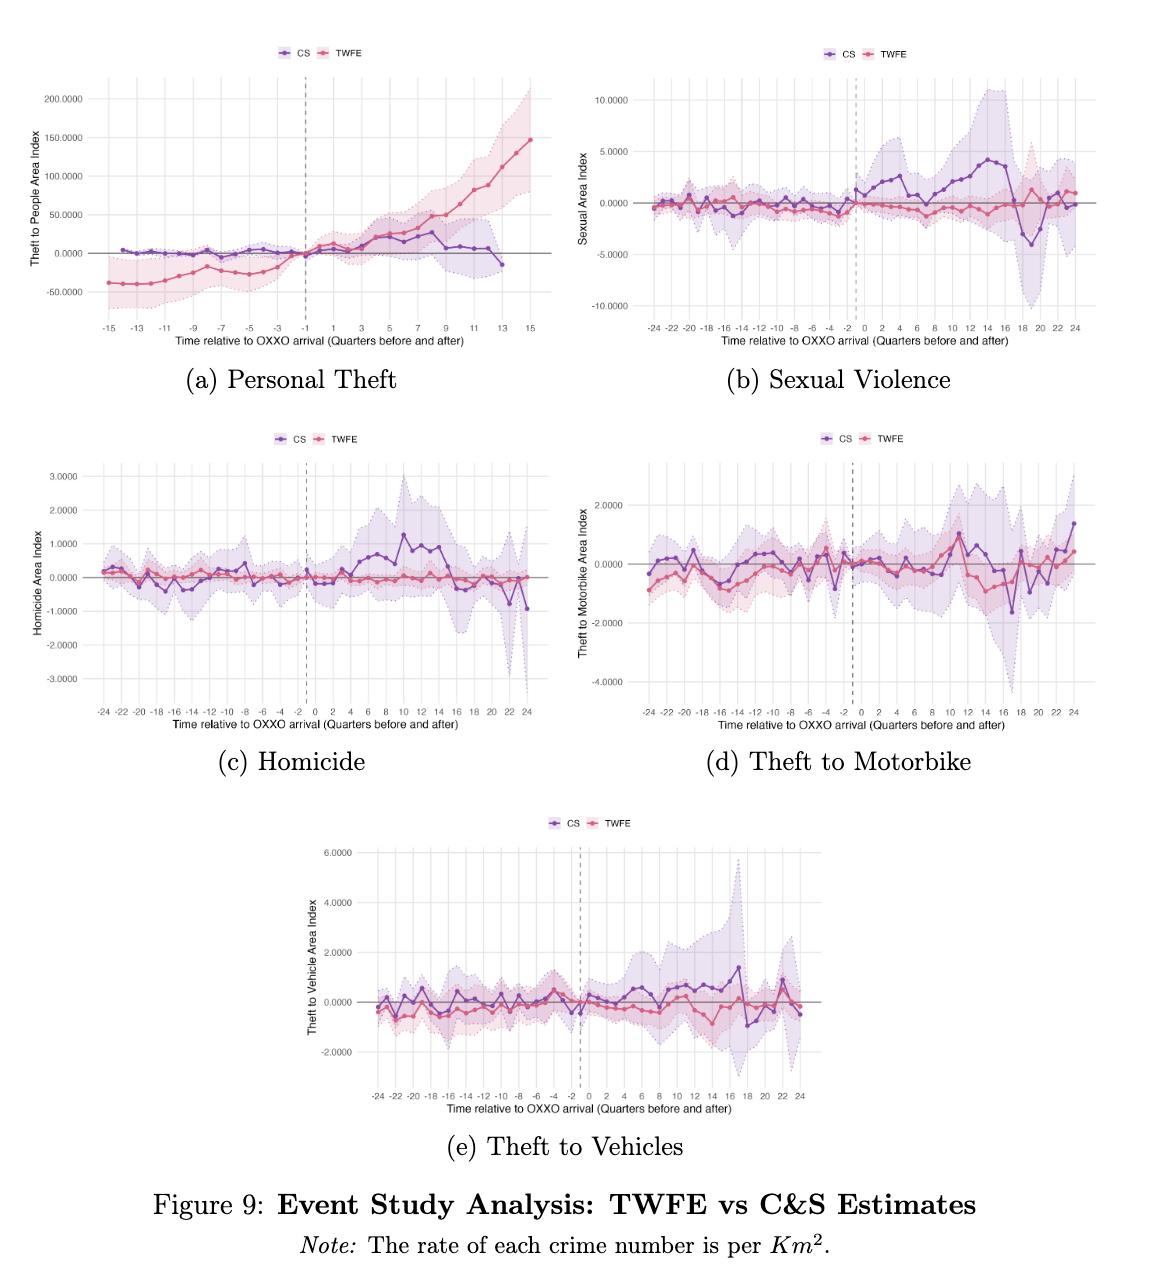 CS TWFE
Theft to People Area Index
200.0000
150.0000
100.0000
50.0000
0.0000
-50.0000
-15 -13 -11 -9 -7 -5 -3 -1 1 3 5 7 9 11 13 15
Time relative to OXXO arrival (Quarters before and after)
(a) Personal Theft
CS TWFE
Sexual Area Index
10.0000
5.0000
0.0000
-5.0000
-10.0000
-24 -22 -20 -18 -16 -14 -12 -10 -8 -6 -4 -2 0 2 4 6 8 10 12 14 16 18 20 22 24
Time relative to OXXO arrival (Quarters before and after)
(b) Sexual Violence
CS TWFE
Homicide Area Index
3.0000
2.0000
1.0000
0.0000
-1.0000
-2.0000
-3.0000
-24 -22 -20 -18 -16 -14 -12 -10 -8 -6 -4 -2 0 2 4 6 8 10 12 14 16 18 20 22 24
Time relative to OXXO arrival (Quarters before and after)
(c) Homicide
CS TWFE
Theft to Motorbike Area Index
2.0000
0.0000
-2.0000
-4.0000
-24 -22 -20 -18 -16 -14 -12 -10 -8 -6 -4 -2 0 2 4 6 8 10 12 14 16 18 20 22 24
Time relative to OXXO arrival (Quarters before and after)
(d) Theft to Motorbike
CS TWFE
Theft to Vehicle Area Index
6.0000
4.0000
2.0000
0.0000
-2.0000
-24 -22 -20 -18 -16 -14 -12 -10 -8 -6 -4 -2 0 2 4 6 8 10 12 14 16 18 20 22 24
Time relative to OXXO arrival (Quarters before and after)
(e) Theft to Vehicles
Figure 9: Event Study Analysis: TWFE vs C&S Estimates
Note: The rate of each crime number is per Km².